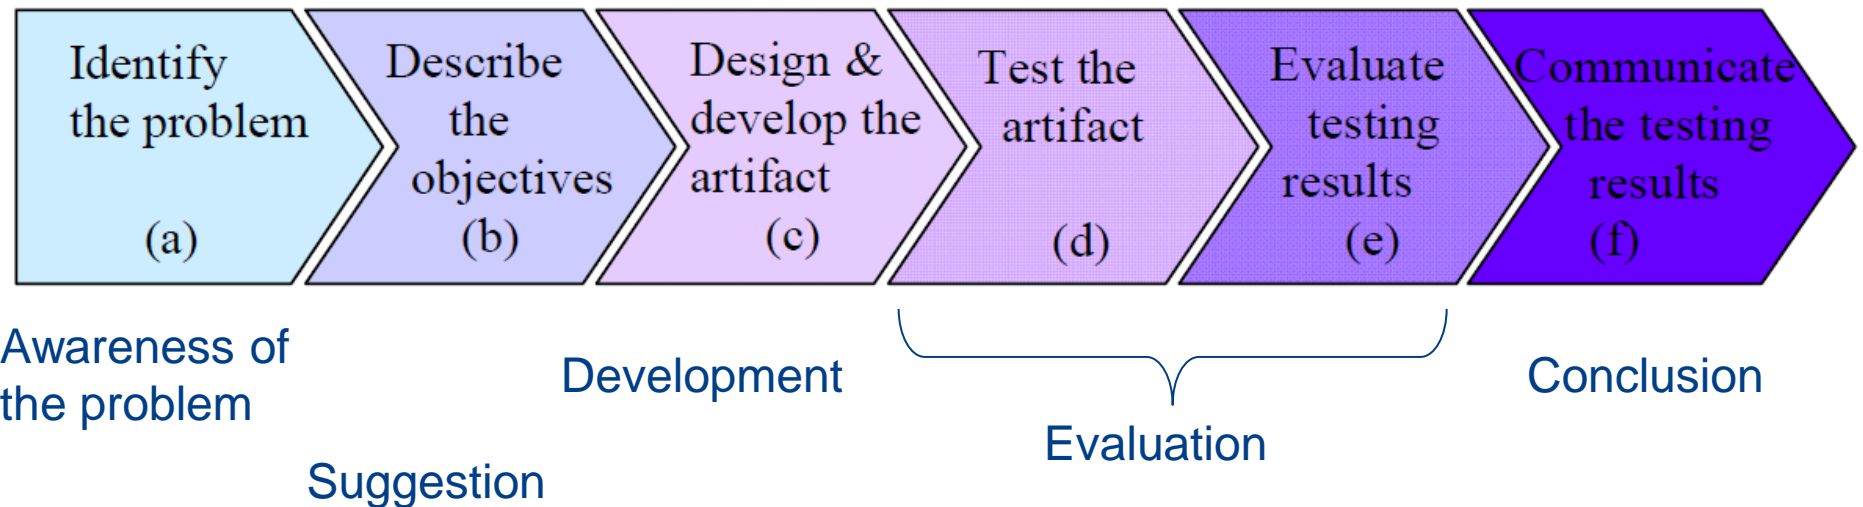 Identify
the problem
(a)
Describe
the
objectives
(b)
Design &
develop the
artifact
(c)
Test the
artifact
(d)
Evaluate
testing
results
(e)
Communicate
the testing
results
(f)
Awareness of
the problem
Suggestion
Development
Evaluation
Conclusion